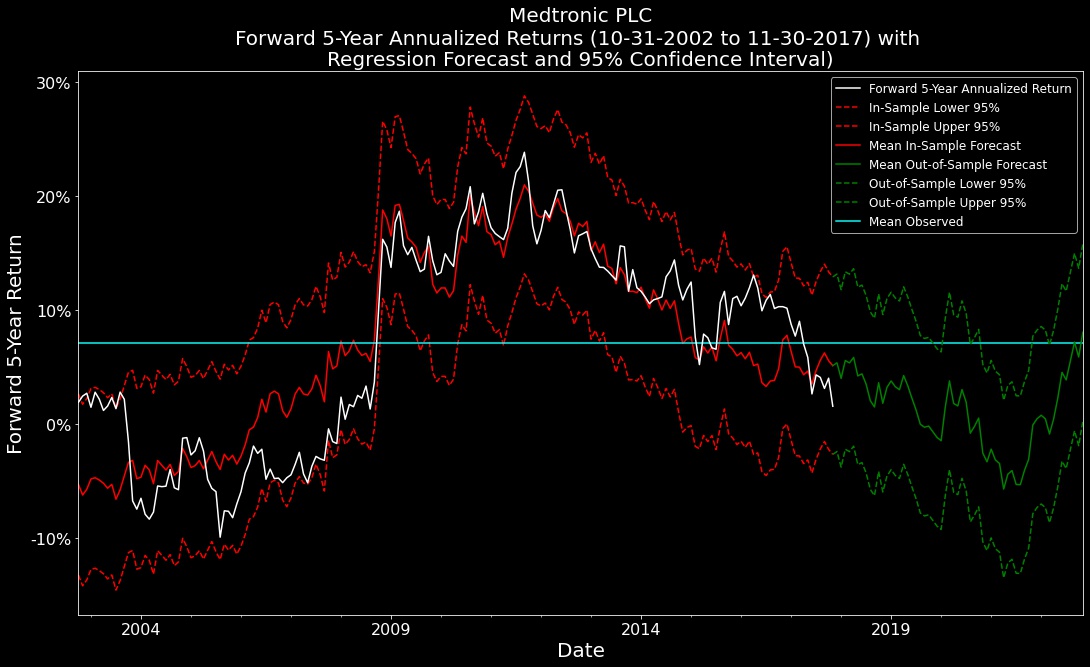 Medtronic PLC
Forward 5-Year Annualized Returns (10-31-2002 to 11-30-2017) with
Regression Forecast and 95% Confidence Interval)
30%
20%
10%
0%
-10%
Forward 5-Year Return
Forward 5-Year Annualized Return
In-Sample Lower 95%
In-Sample Upper 95%
Mean In-Sample Forecast
Mean Out-of-Sample Forecast
Out-of-Sample Lower 95%
Out-of-Sample Upper 95%
Mean Observed
2004
2009
2014
2019
Date